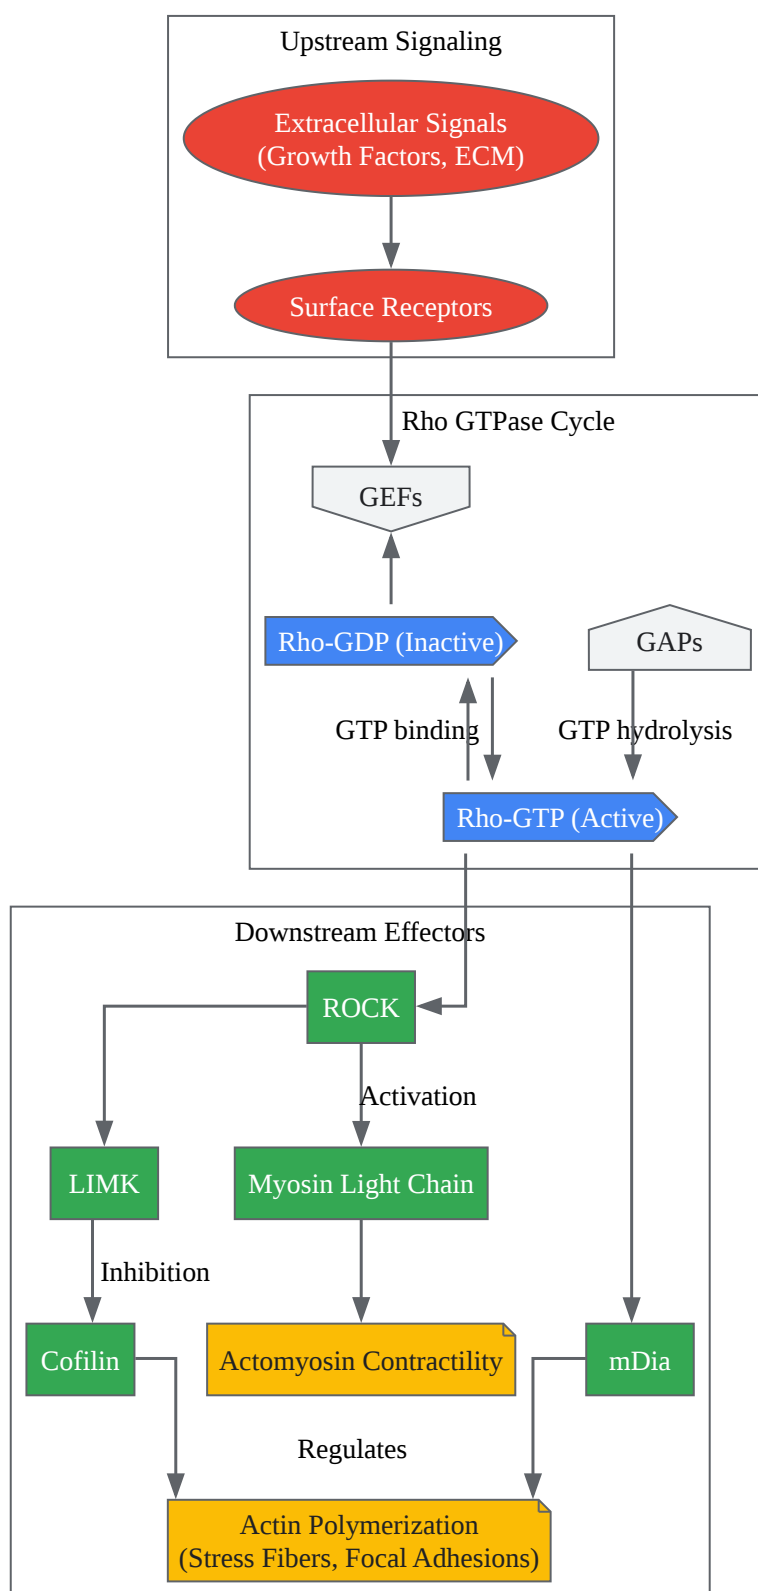 Upstream Signaling
Extracellular Signals
(Growth Factors, ECM)
Surface Receptors
Rho GTPase Cycle
GEFs
Rho-GDP (Inactive)
GAPs
GTP binding
GTP hydrolysis
Rho-GTP (Active)
Downstream Effectors
ROCK
Activation
LIMK
Myosin Light Chain
Inhibition
Cofilin
Actomyosin Contractility
mDia
Regulates
Actin Polymerization
(Stress Fibers, Focal Adhesions)